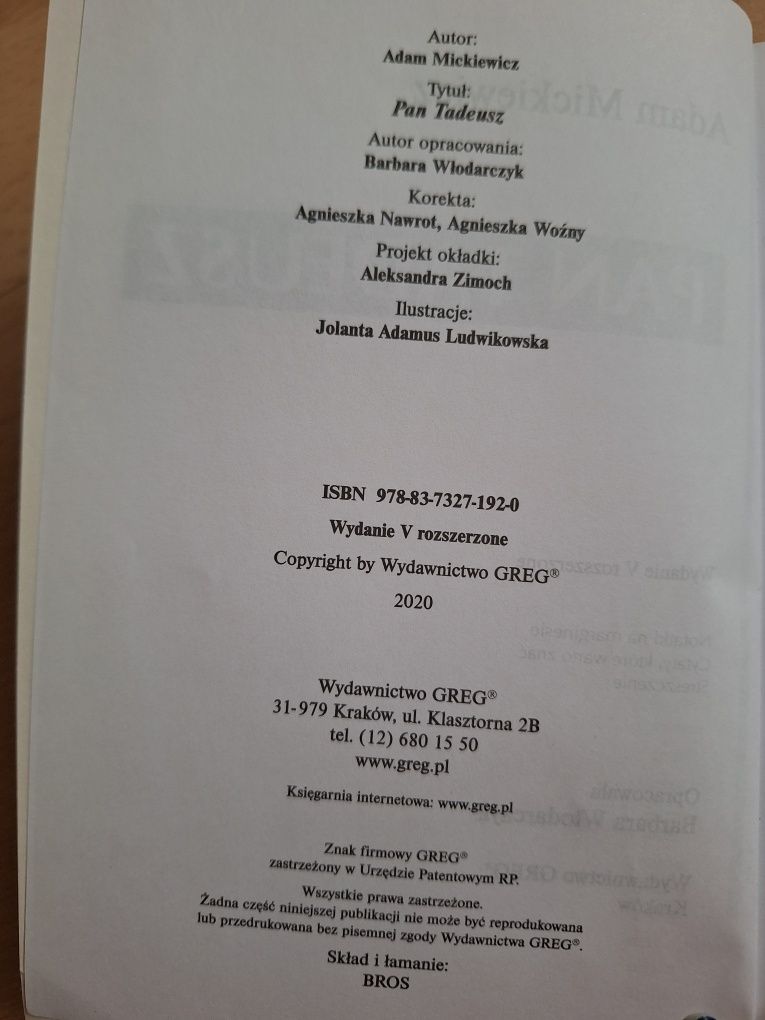 Autor:
Adam Mickiewicz
Tytuł:
Pan Tadeusz
Autor opracowania:
Barbara Włodarczyk
Korekta:
Agnieszka Nawrot, Agnieszka Woźny
Projekt okładki:
Aleksandra Zimoch
Ilustracje:
Jolanta Adamus Ludwikowska
ISBN 978-83-7327-192-0
Wydanie V rozszerzone
Copyright by Wydawnictwo GREG®
2020
Wydawnictwo GREG®
31-979 Kraków, ul. Klasztorna 2B
tel. (12) 680 15 50
www.greg.pl
Księgarnia internetowa: www.greg.pl
Znak firmowy GREG®
zastrzeżony w Urzędzie Patentowym RP.
Wszystkie prawa zastrzeżone.
Żadna część niniejszej publikacji nie może być reprodukowana
lub przedrukowana bez pisemnej zgody Wydawnictwa GREG®.
Skład i łamanie:
BROS